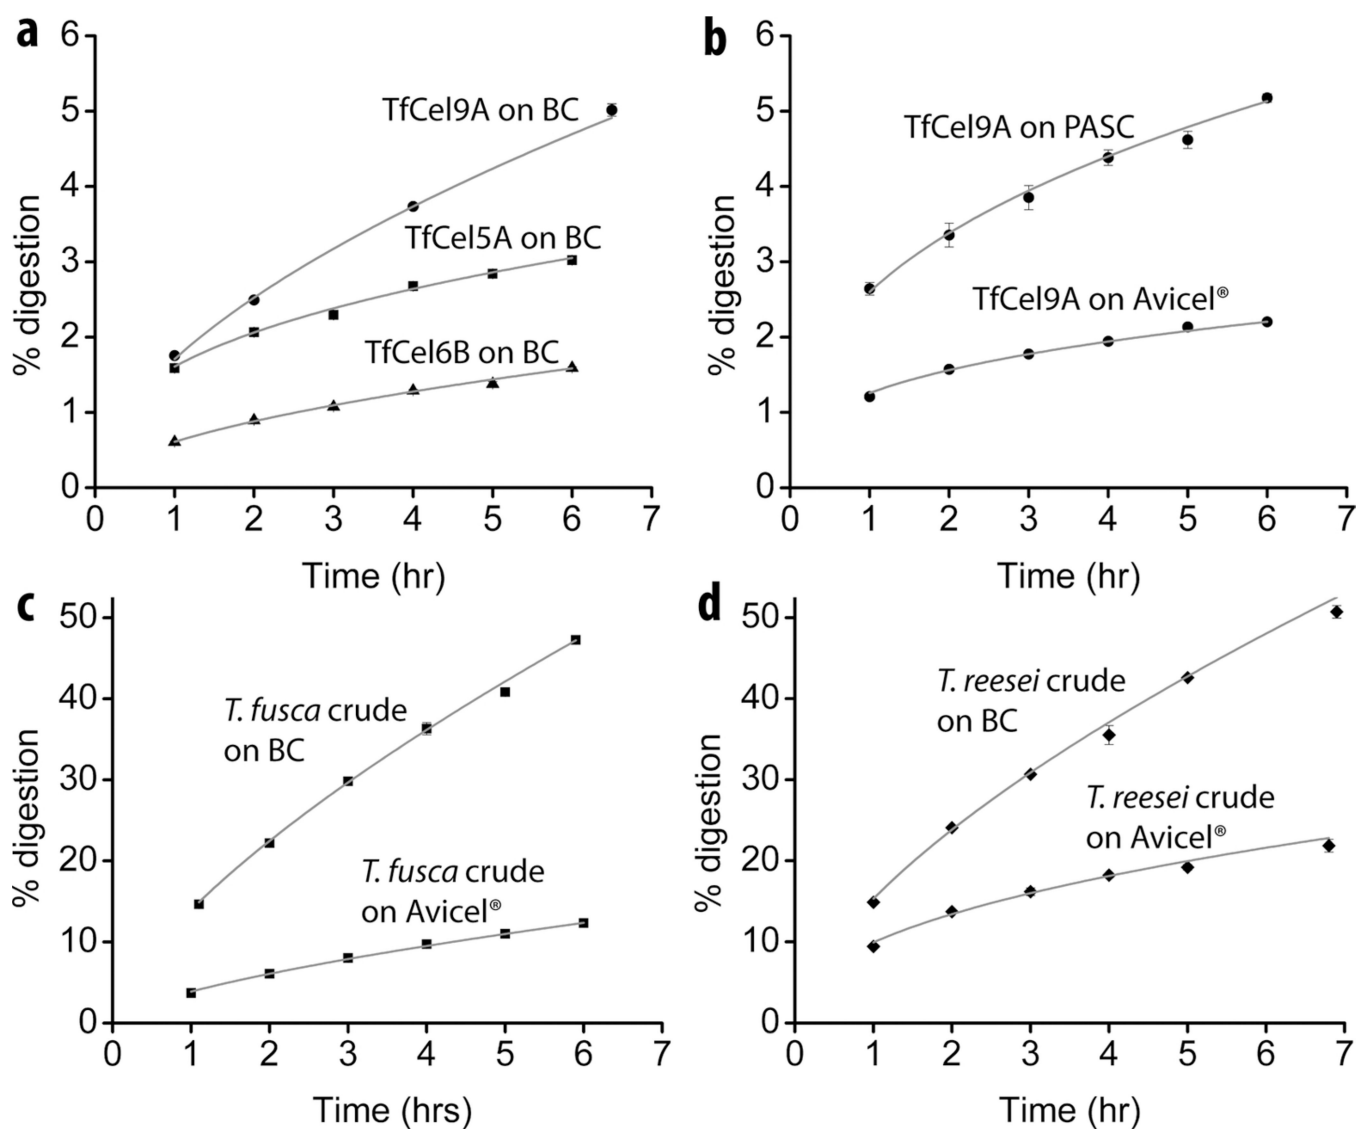 a
6
5
4
3
2
1
0
% digestion
TfCel9A on BC
TfCel5A on BC
TfCel6B on BC
0 1 2 3 4 5 6 7
Time (hr)
b
6
5
4
3
2
1
0
% digestion
TfCel9A on PASC
TfCel9A on Avicel®
0 1 2 3 4 5 6 7
Time (hr)
c
50
40
30
20
10
0
% digestion
T. fusca crude
on BC
T. fusca crude
on Avicel®
0 1 2 3 4 5 6 7
Time (hrs)
d
50
40
30
20
10
0
% digestion
T. reesei crude
on BC
T. reesei crude
on Avicel®
0 1 2 3 4 5 6 7
Time (hr)